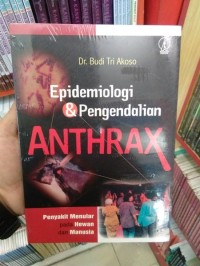 Dr. Budi Tri Akoso
Epidemiologi
& Pengendalian
ANTHRAX
Penyakit Menular
pada Hewan
dan Manusia